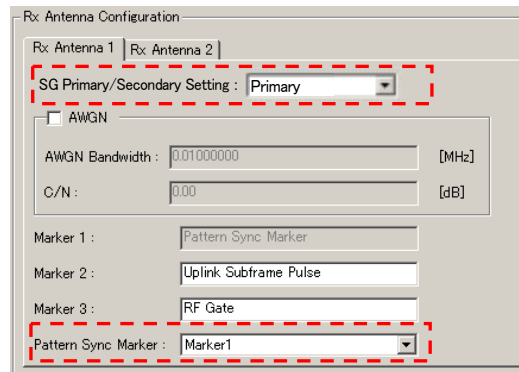 Rx Antenna Configuration
Rx Antenna 1 Rx Antenna 2
SG Primary/Secondary Setting : Primary
AWGN
AWGN Bandwidth : 0.01000000 [MHz]
C/N : 0.00 [dB]
Marker 1 : Pattern Sync Marker
Marker 2 : Uplink Subframe Pulse
Marker 3 : RF Gate
Pattern Sync Marker : Marker1